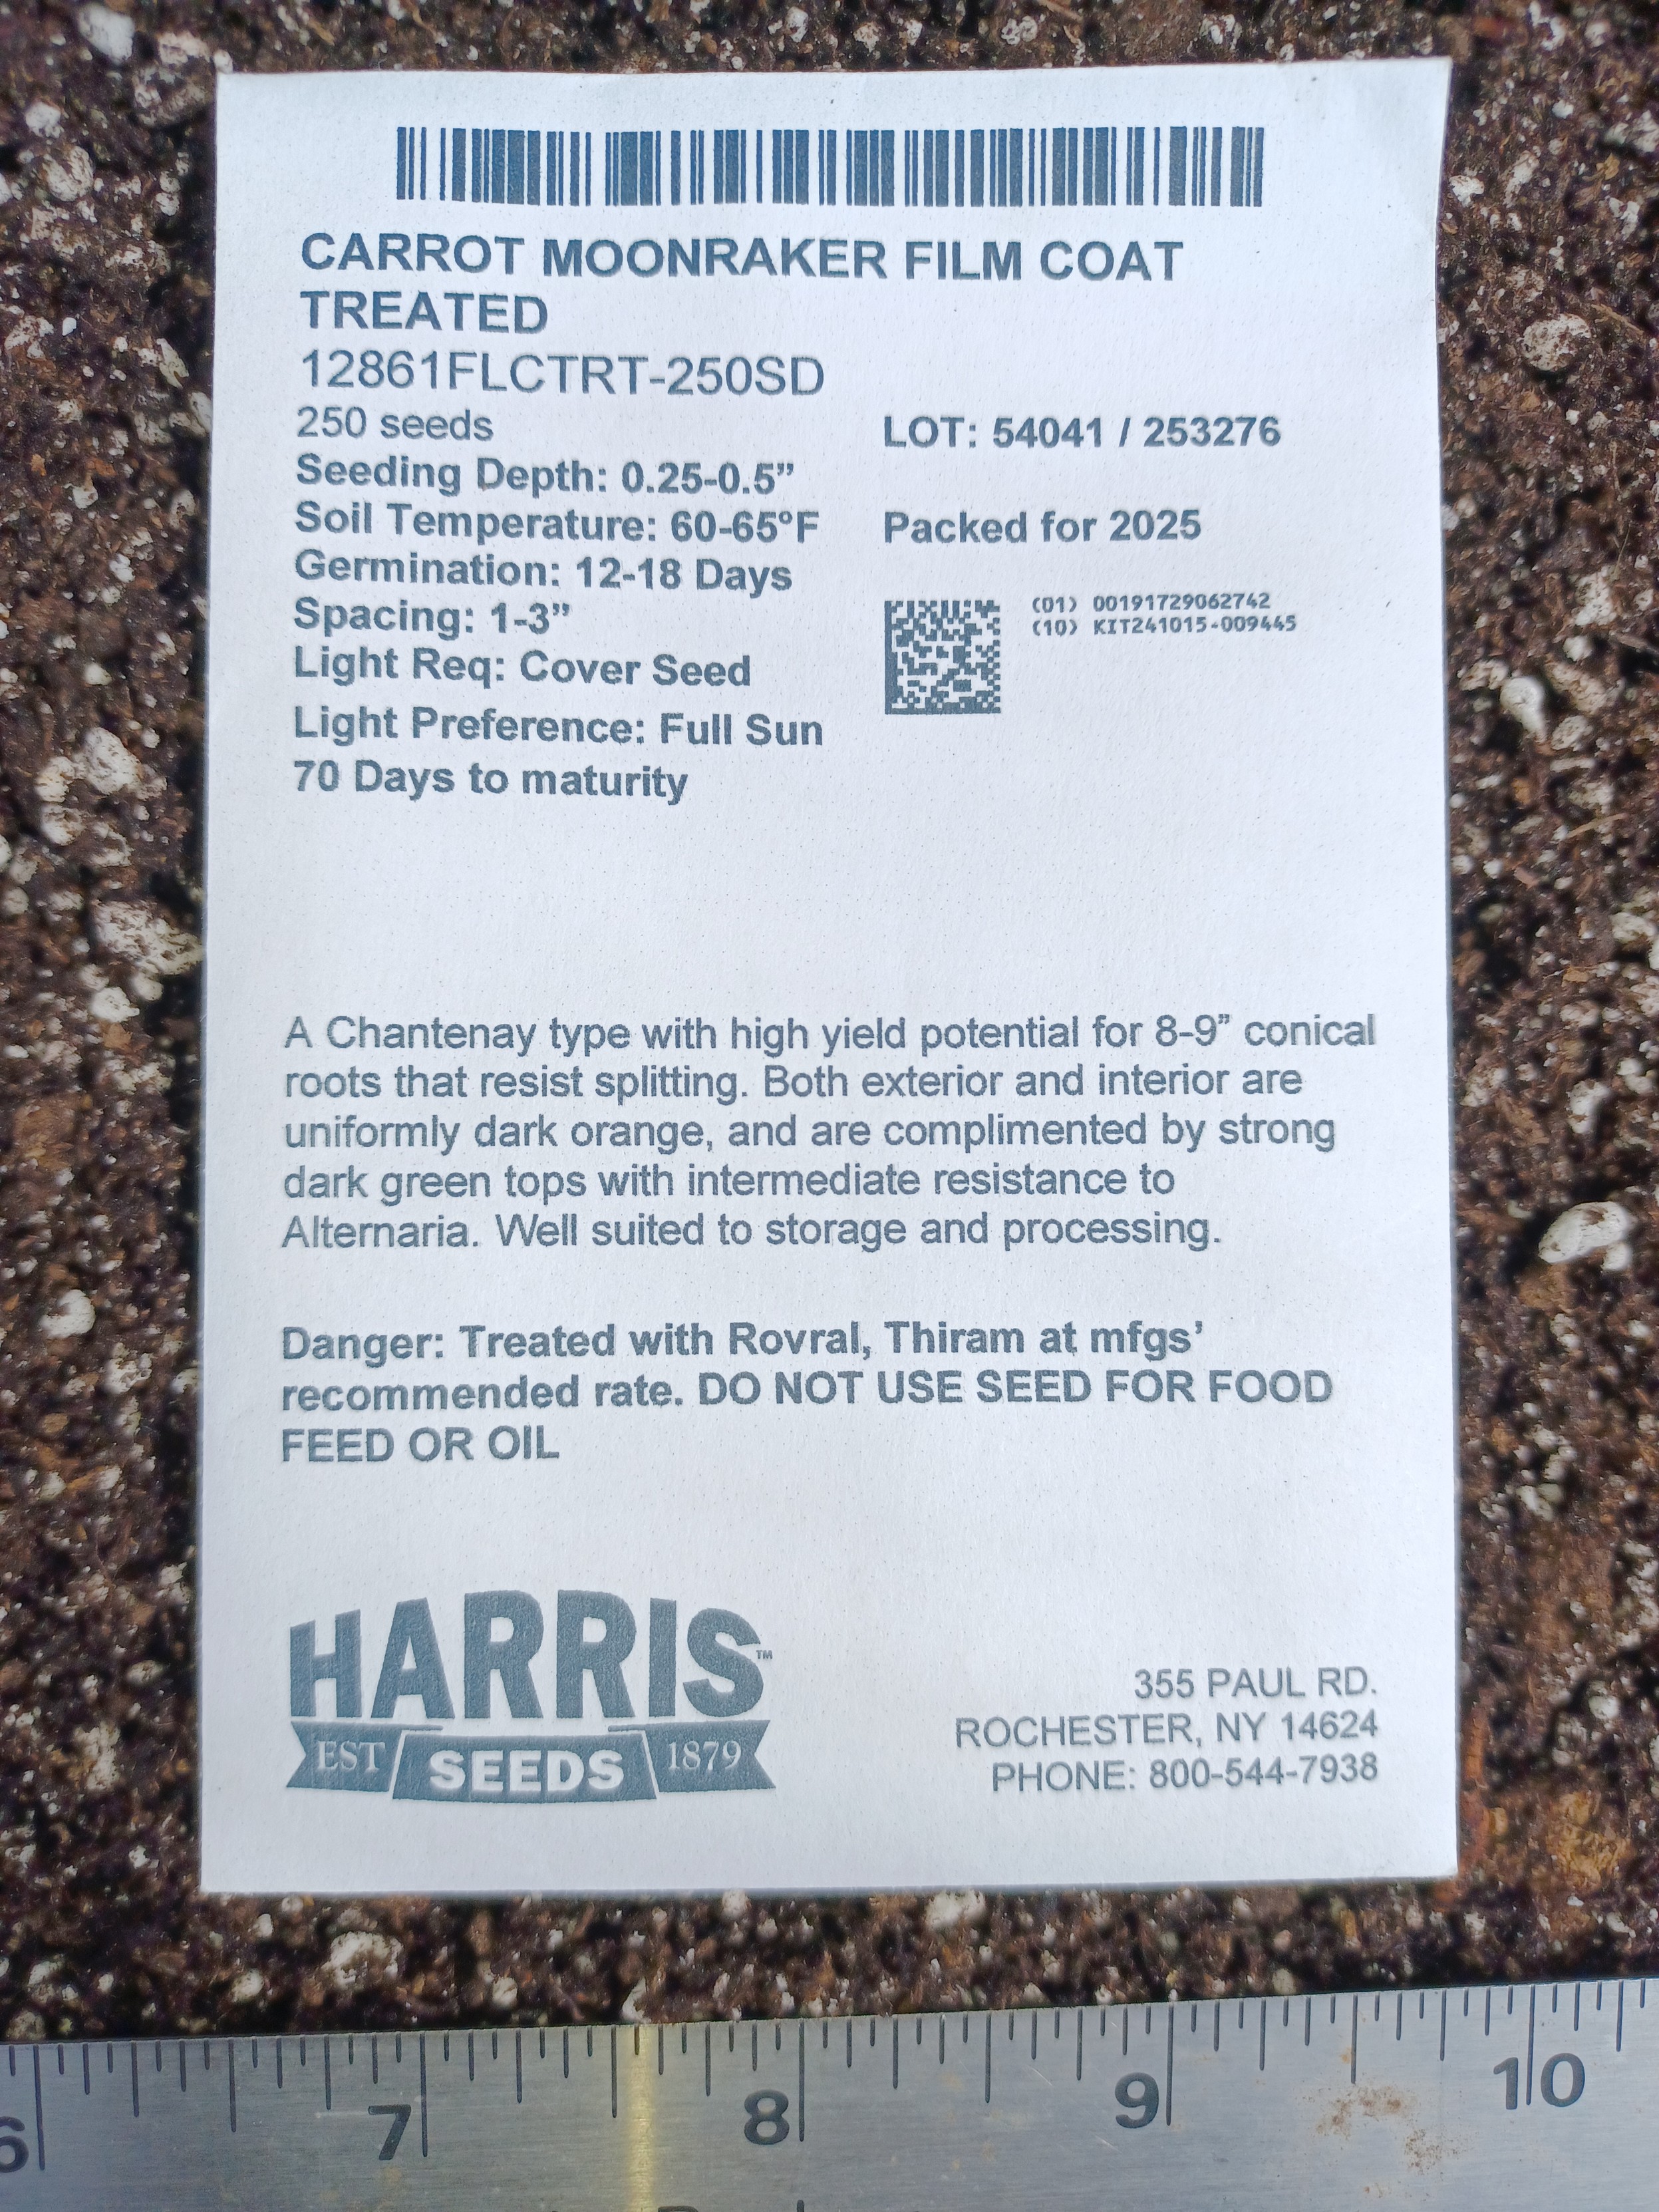 CARROT MOONRAKER FILM COAT
TREATED
12861FLCTRT-250SD
250 seeds
LOT: 54041 / 253276
Seeding Depth: 0.25-0.5”
Soil Temperature: 60-65ºF
Packed for 2025
Germination: 12-18 Days
Spacing: 1-3”
(01) 00191729062742
(10) KIT241015-009445
Light Req: Cover Seed
Light Preference: Full Sun
70 Days to maturity
A Chantenay type with high yield potential for 8-9” conical
roots that resist splitting. Both exterior and interior are
uniformly dark orange, and are complimented by strong
dark green tops with intermediate resistance to
Alternaria. Well suited to storage and processing.
Danger: Treated with Rovral, Thiram at mfgs’
recommended rate. DO NOT USE SEED FOR FOOD
FEED OR OIL
HARRIS™
EST SEEDS 1879
355 PAUL RD.
ROCHESTER, NY 14624
PHONE: 800-544-7938
6 7 8 9 10